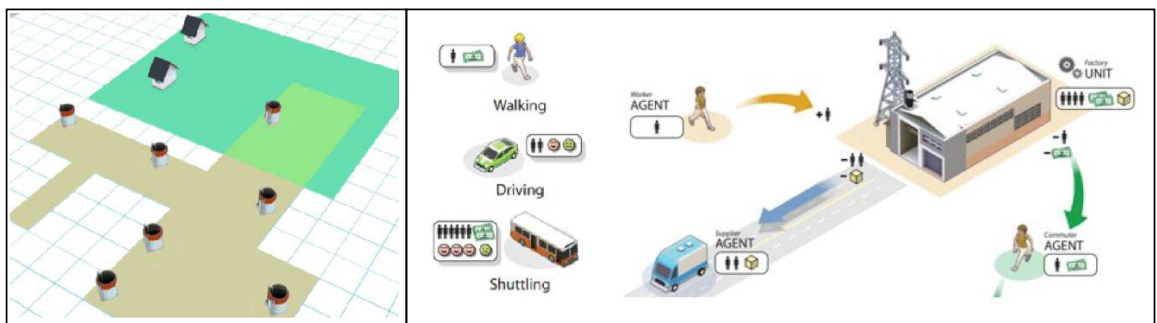 Walking
Driving
Shuttling
Worker
AGENT
Factory
UNIT
Supplier
AGENT
Commuter
AGENT